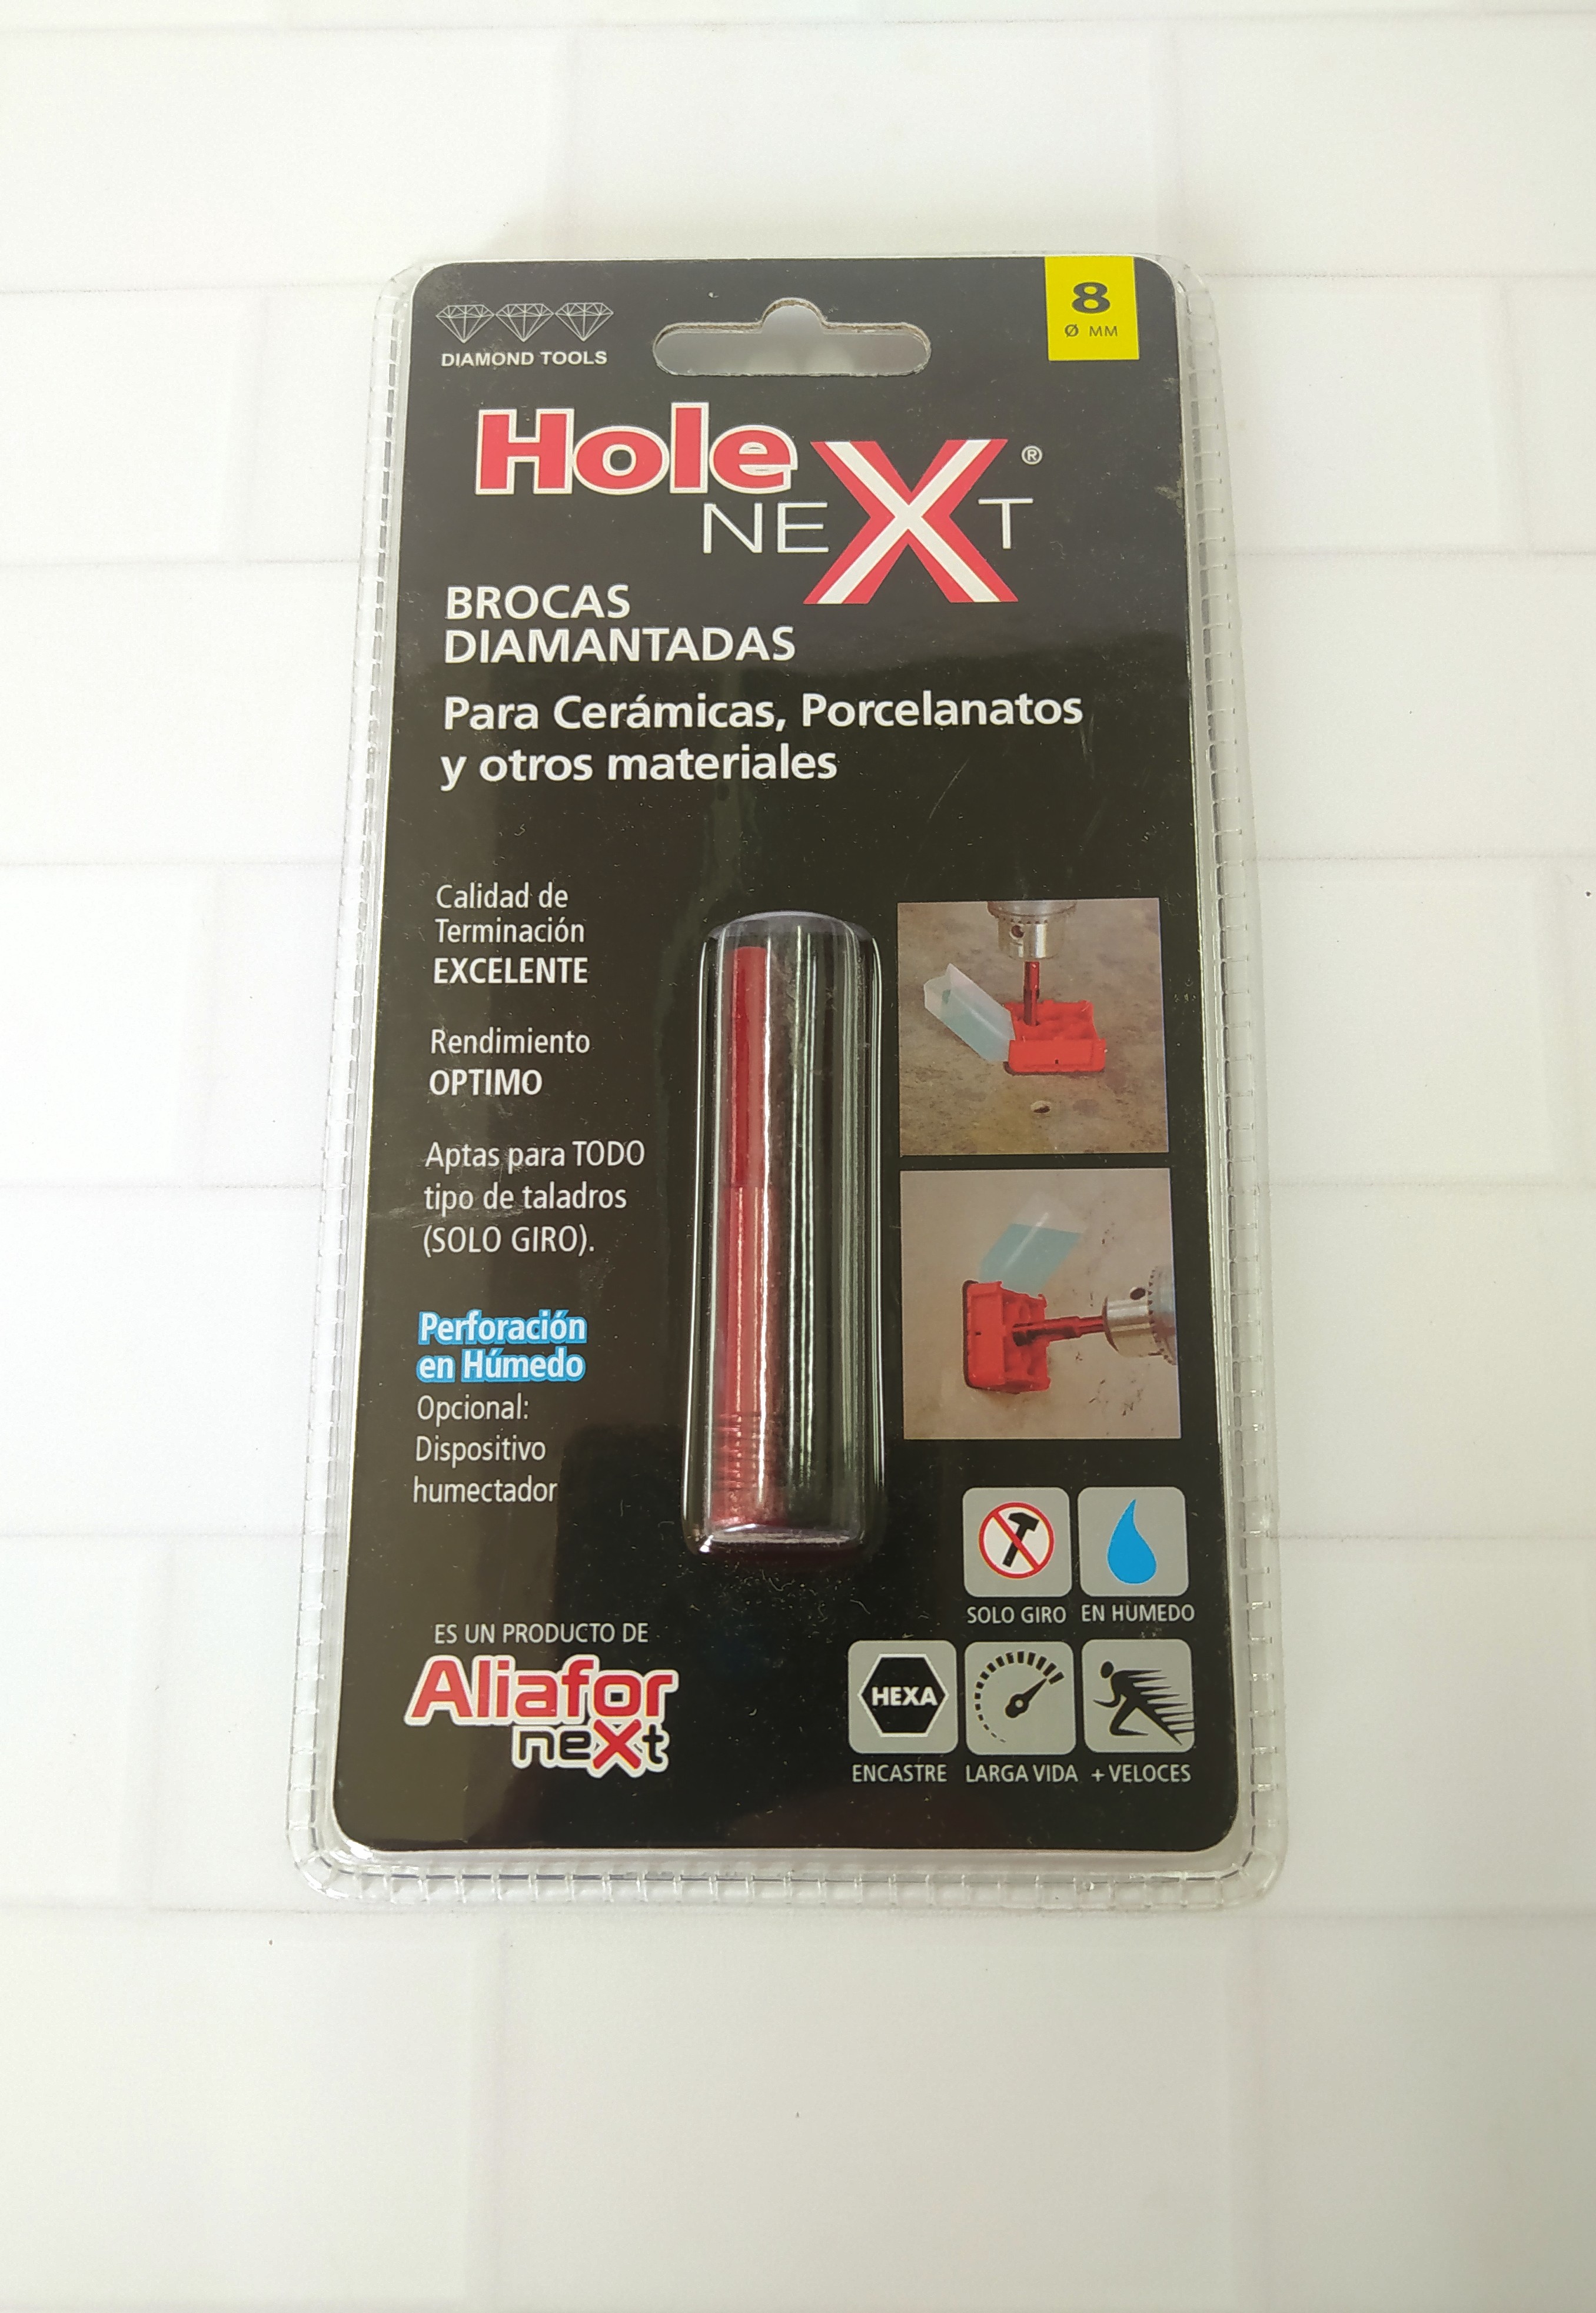 DIAMOND TOOLS
8
Ø MM
Hole
NEXT®
BROCAS
DIAMANTADAS
Para Cerámicas, Porcelanatos
y otros materiales
Calidad de
Terminación
EXCELENTE
Rendimiento
OPTIMO
Aptas para TODO
tipo de taladros
(SOLO GIRO).
Perforación
en Húmedo
Opcional:
Dispositivo
humectador
SOLO GIRO
EN HUMEDO
ES UN PRODUCTO DE
Aliafor
next
HEXA
ENCASTRE
LARGA VIDA
+ VELOCES